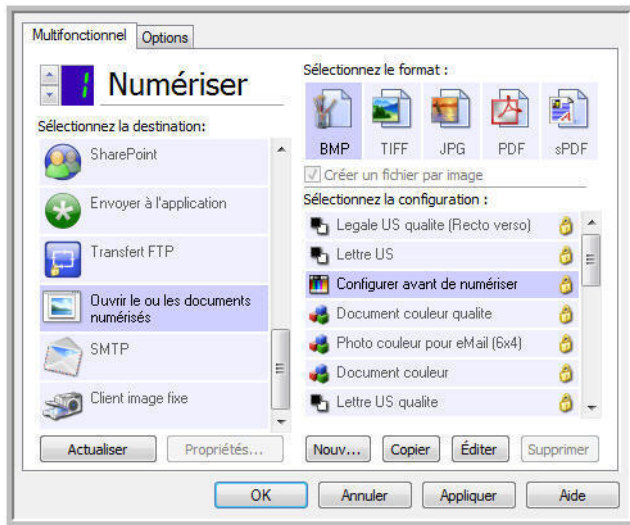 Multifonctionnel
Options
1
Numériser
Sélectionnez la destination:
SharePoint
Envoyer à l'application
Transfert FTP
Ouvrir le ou les documents
numérisés
SMTP
Client image fixe
Actualiser
Propriétés...
Sélectionnez le format :
BMP
TIFF
JPG
PDF
sPDF
Créer un fichier par image
Sélectionnez la configuration :
Legale US qualite (Recto verso)
Lettre US
Configurer avant de numériser
Document couleur qualite
Photo couleur pour eMail (6x4)
Document couleur
Lettre US qualite
Nouv...
Copier
Éditer
Supprimer
OK
Annuler
Appliquer
Aide